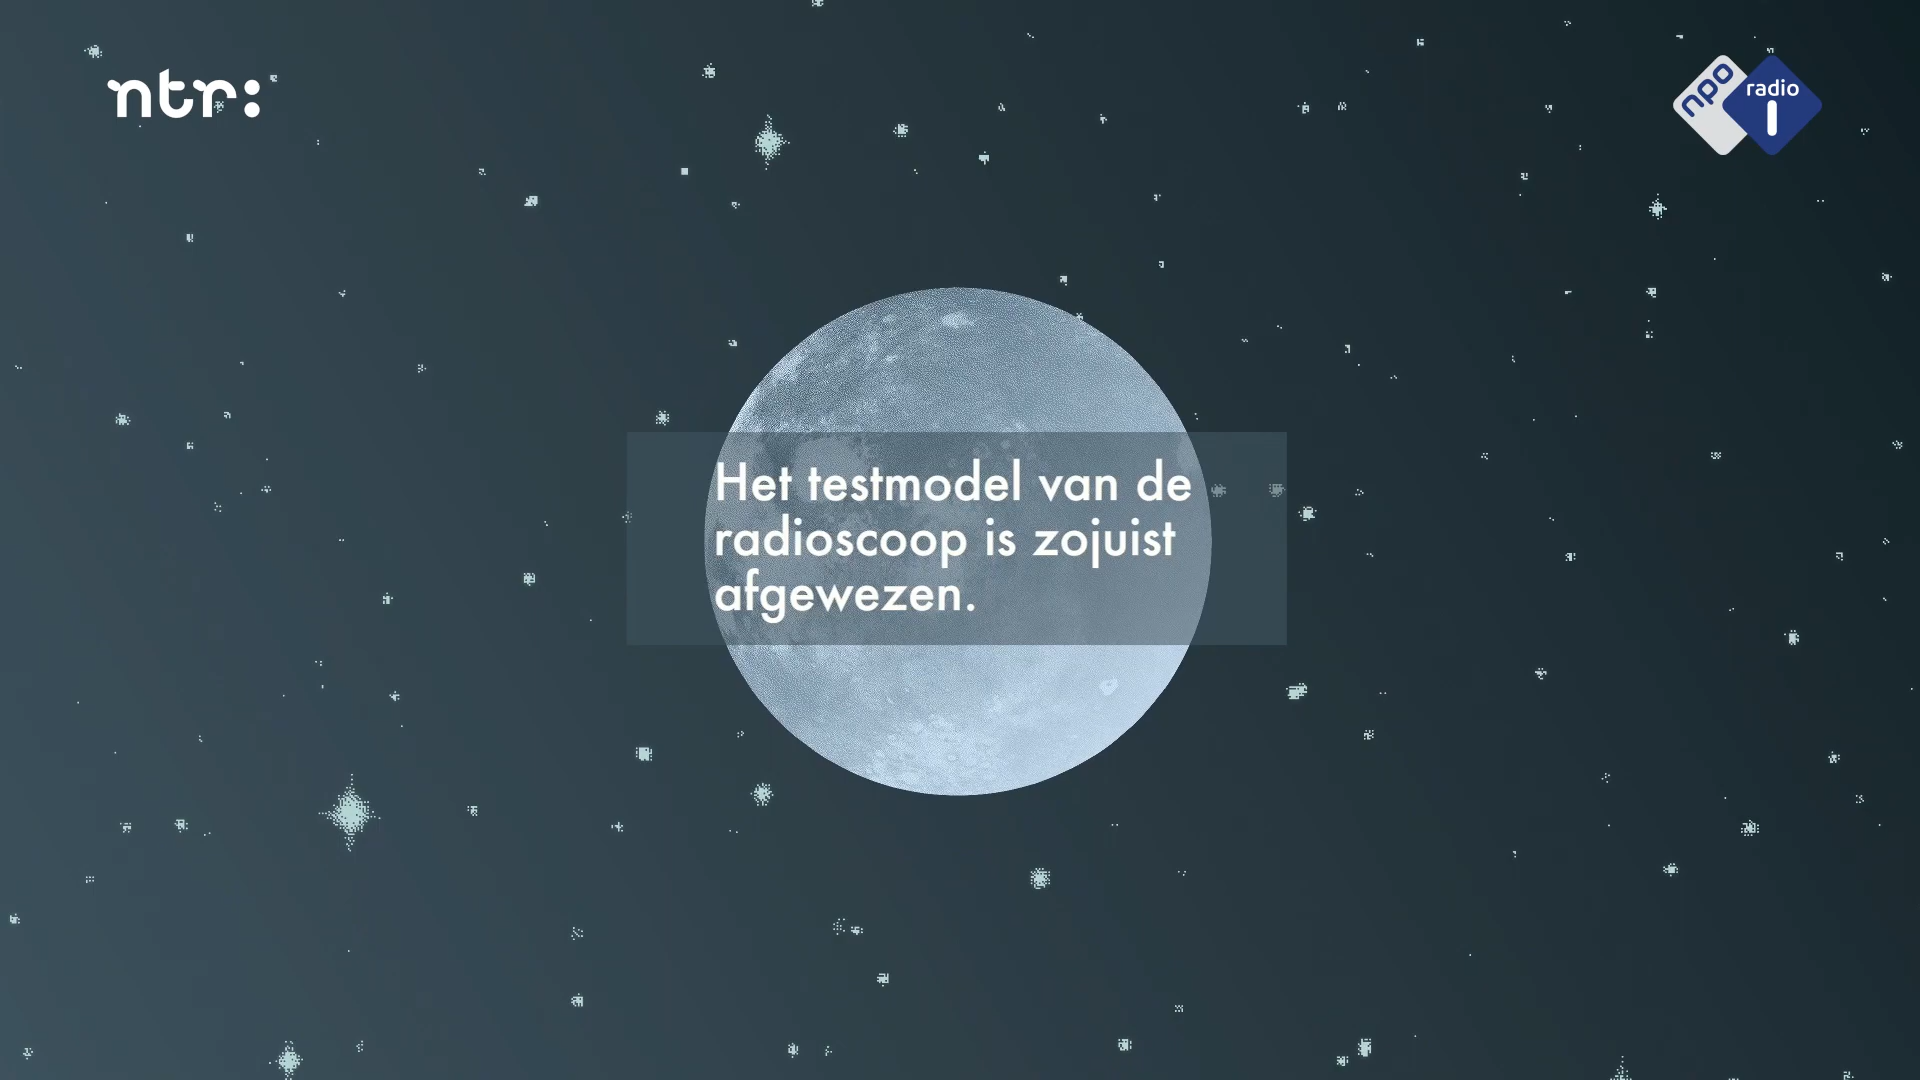 ntr:
npo
radio
1
Het testmodel van de
radioscoop is zojuist
afgewezen.